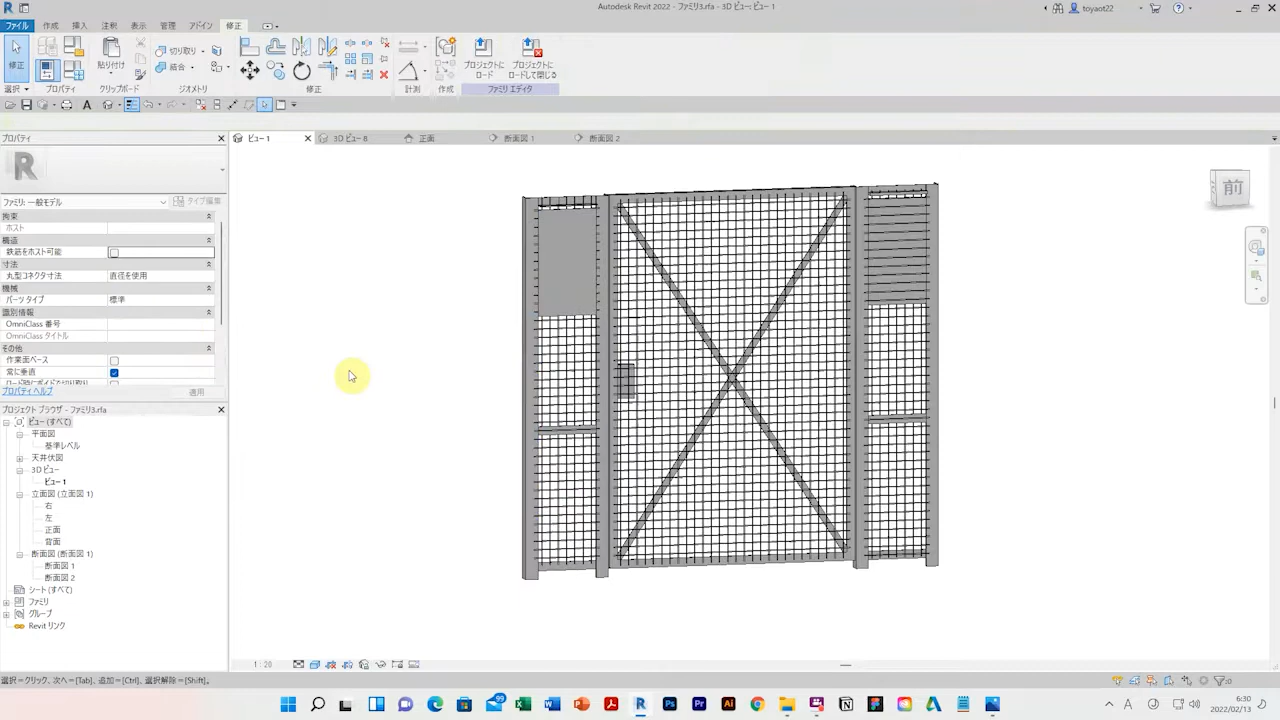 Autodesk Revit 2022 - ファミリ3.rfa - 3D ビュー: ビュー 1
toyaot22
ファイル 作成 挿入 注釈 表示 管理 アドイン 修正
修正
貼り付け
切り取り
結合
プロジェクトに
ロード
プロジェクトに
ロードして閉じる
選択 プロパティ クリップボード ジオメトリ 修正 計測 作成 ファミリ エディタ
プロパティ
ビュー 1 3D ビュー 8 正面 断面図 1 断面図 2
ファミリ: 一般モデル タイプ編集
拘束
ホスト
構造
鉄筋をホスト可能
寸法
丸型コネクタ寸法 直径を使用
機械
パーツ タイプ 標準
識別情報
OmniClass 番号
OmniClass タイトル
その他
作業面ベース
常に垂直
プロパティ ヘルプ 適用
プロジェクト ブラウザ - ファミリ3.rfa
ビュー (すべて)
平面図
基準レベル
天井伏図
3D ビュー
ビュー 1
立面図 (立面図 1)
右
左
正面
背面
断面図 (断面図 1)
断面図 1
断面図 2
シート (すべて)
ファミリ
グループ
Revit リンク
前
1 : 20
選択＝クリック、次へ＝[Tab]、追加＝[Ctrl]、選択解除＝[Shift]。
:0
99
6:30
2022/02/13